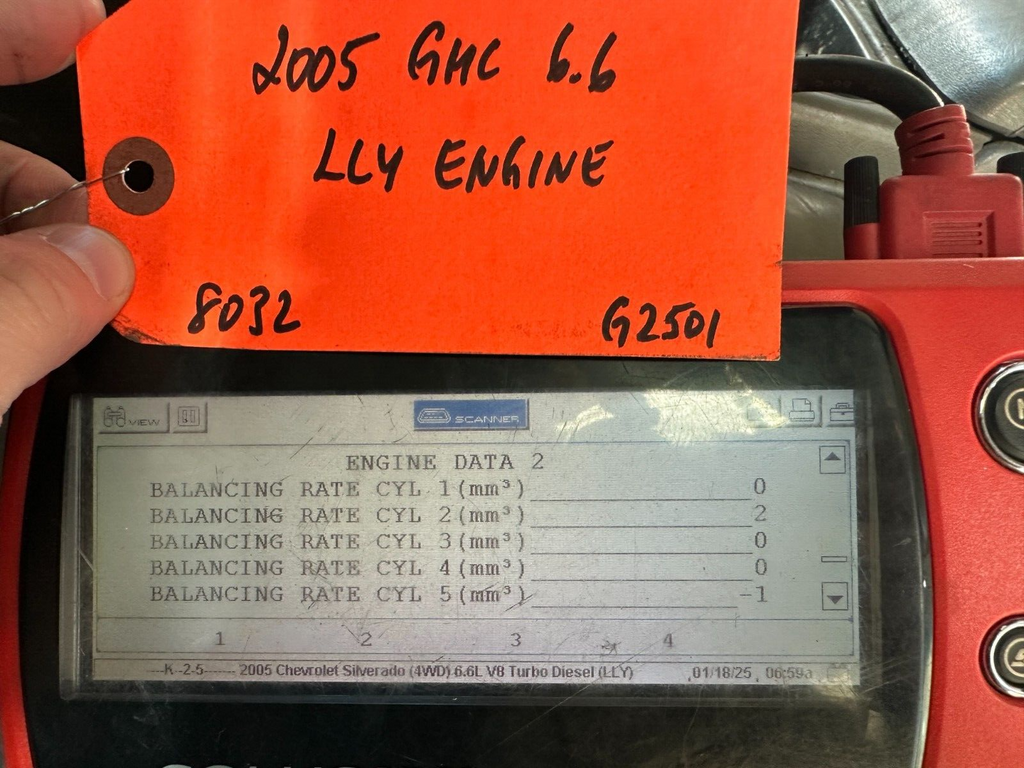 2005 GMC 6.6
LLY ENGINE
8032 G2501
VIEW SCANNER
ENGINE DATA 2
BALANCING RATE CYL 1(mm³) 0
BALANCING RATE CYL 2(mm³) 2
BALANCING RATE CYL 3(mm³) 0
BALANCING RATE CYL 4(mm³) 0
BALANCING RATE CYL 5(mm³) -1
1 2 3 4
----K--2-5------- 2005 Chevrolet Silverado (4WD) 6.6L V8 Turbo Diesel (LLY) 01/18/25 , 06:59a